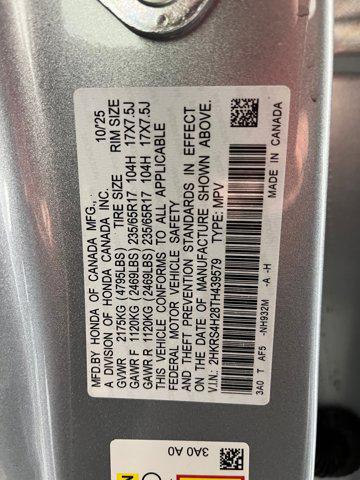 MFD.BY HONDA OF CANADA MFG., 10/25
A DIVISION OF HONDA CANADA INC.
TIRE SIZE RIM SIZE
GVWR 2175KG (4795LBS)
GAWR F 1120KG (2469LBS) 235/65R17 104H 17X7.5J
GAWR R 1120KG (2469LBS) 235/65R17 104H 17X7.5J
THIS VEHICLE CONFORMS TO ALL APPLICABLE
FEDERAL MOTOR VEHICLE SAFETY
AND THEFT PREVENTION STANDARDS IN EFFECT
ON THE DATE OF MANUFACTURE SHOWN ABOVE.
V.I.N.: 2HKRS4H28TH439579 TYPE: MPV
3A0 T AF5 -NH932M -A -H
MADE IN CANADA
3A0 A0